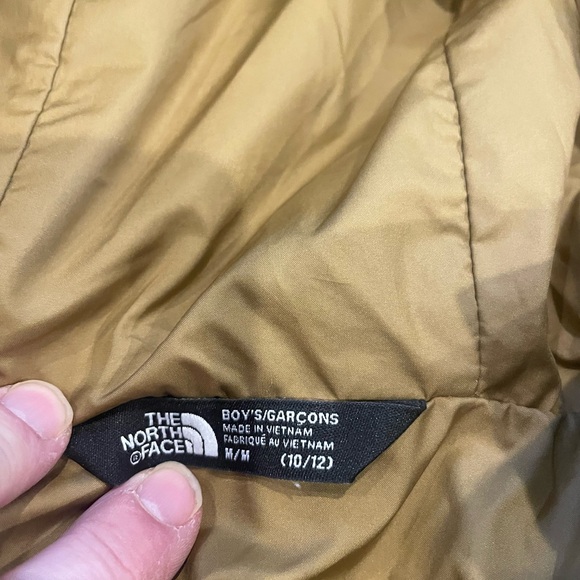 THE
NORTH
FACE
BOY'S/GARÇONS
MADE IN VIETNAM
FABRIQUÉ AU VIETNAM
M/M (10/12)